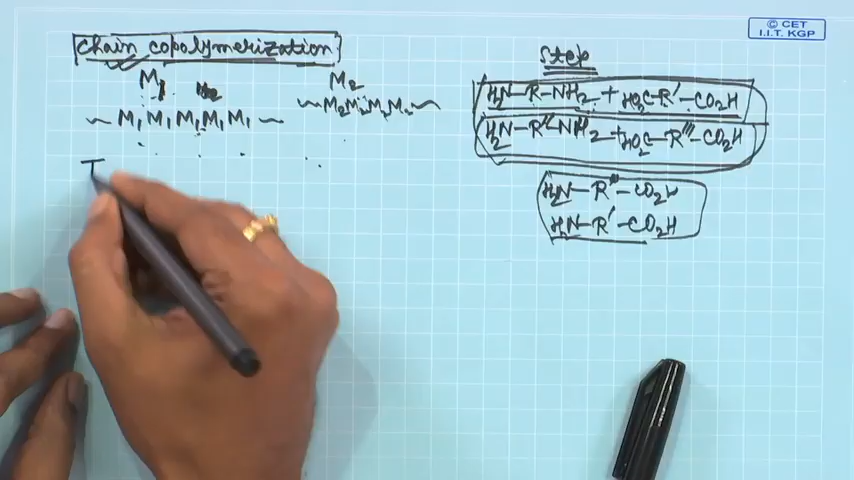 © CET
I.I.T. KGP
Chain copolymerization
M₁
M₂
~ M₁M₁M₁M₁M₁ ~
~M₂M₂M₂M₂~
T
Step
H₂N-R-NH₂ + HO₂C-R'-CO₂H
H₂N-R''-NH₂ + HO₂C-R'''-CO₂H
H₂N-R''-CO₂H
H₂N-R'-CO₂H